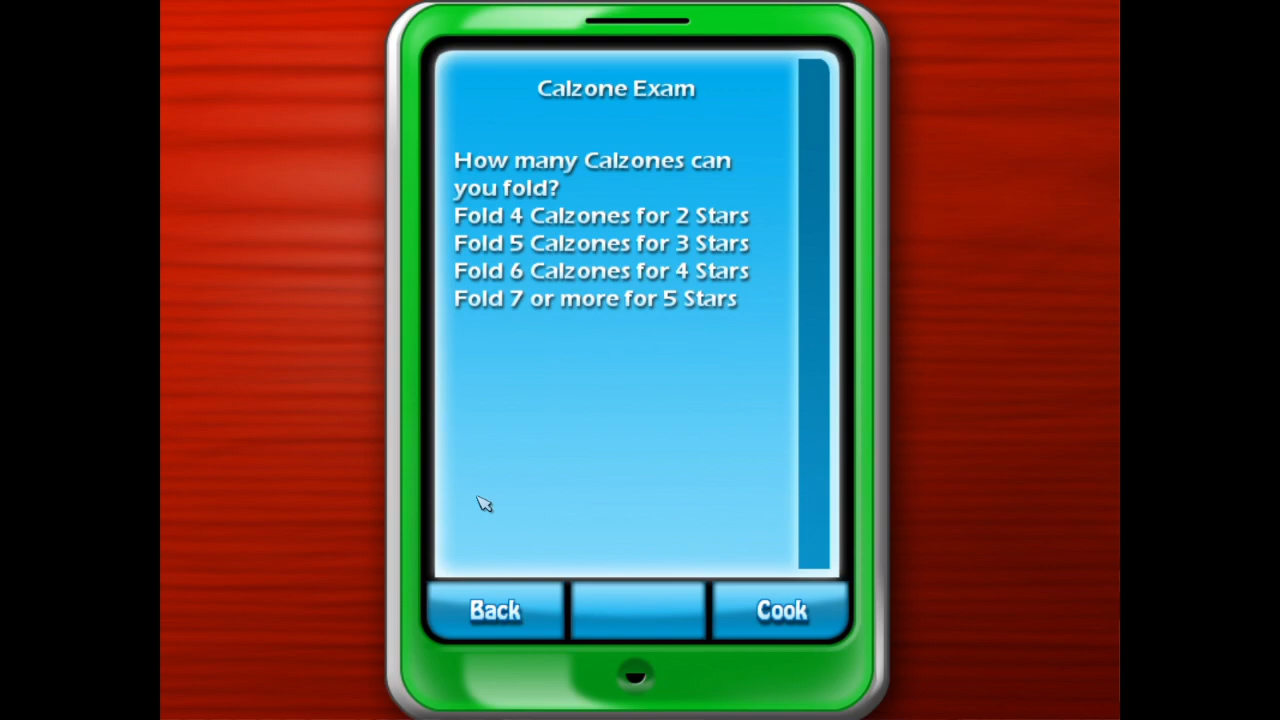 Calzone Exam
How many Calzones can
you fold?
Fold 4 Calzones for 2 Stars
Fold 5 Calzones for 3 Stars
Fold 6 Calzones for 4 Stars
Fold 7 or more for 5 Stars
Back
Cook